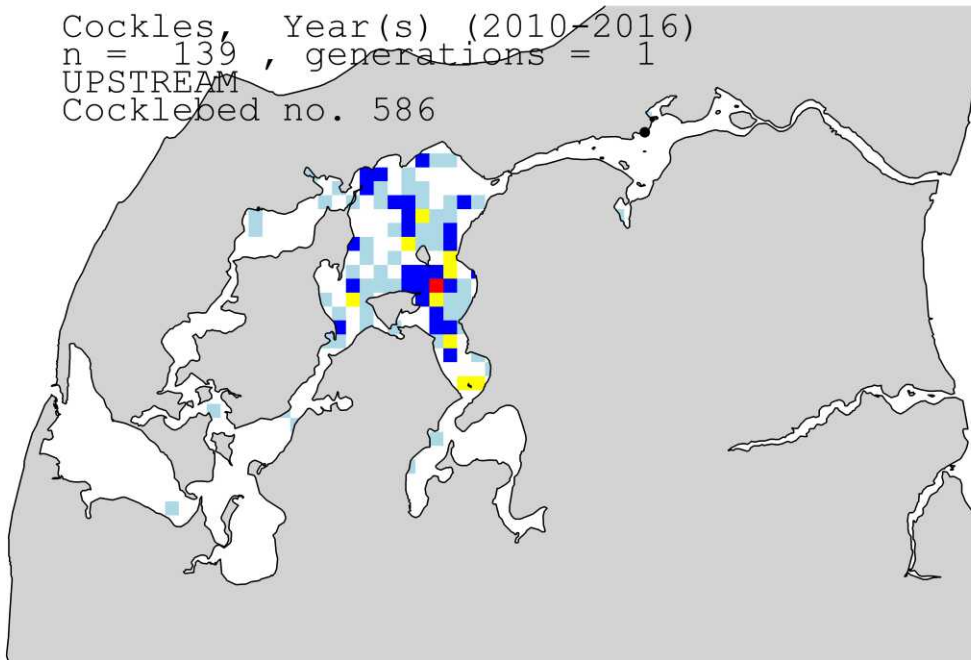 Cockles,  Year(s) (2010-2016)
n =  139 , generations =  1
UPSTREAM
Cocklebed no. 586